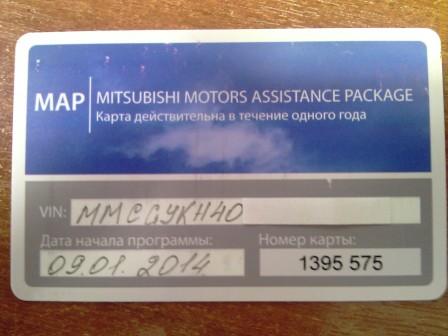 MAP MITSUBISHI MOTORS ASSISTANCE PACKAGE
Карта действительна в течение одного года
VIN: MMCGYKH40
Дата начала программы: Номер карты:
09.01.2014 1395 575